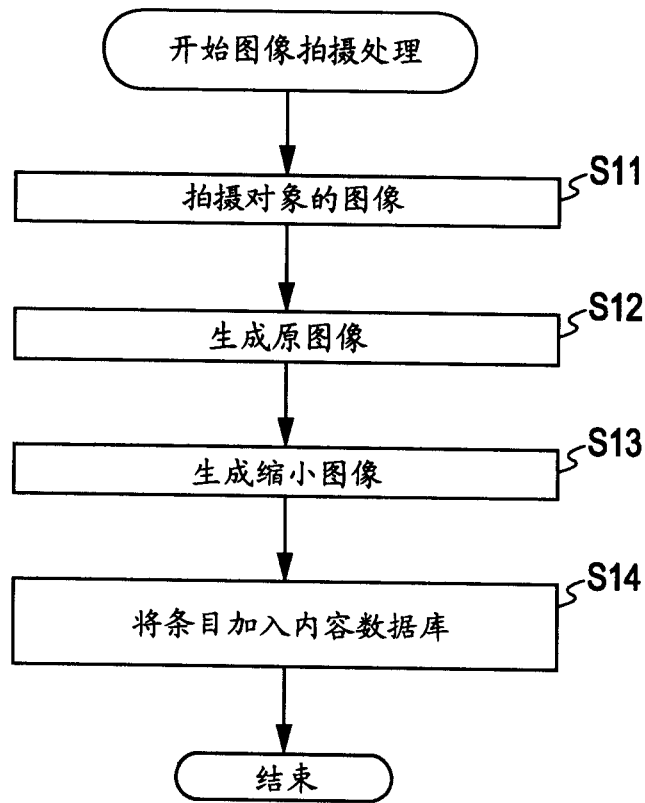 开始图像拍摄处理
S11
拍摄对象的图像
S12
生成原图像
S13
生成缩小图像
S14
将条目加入内容数据库
结束